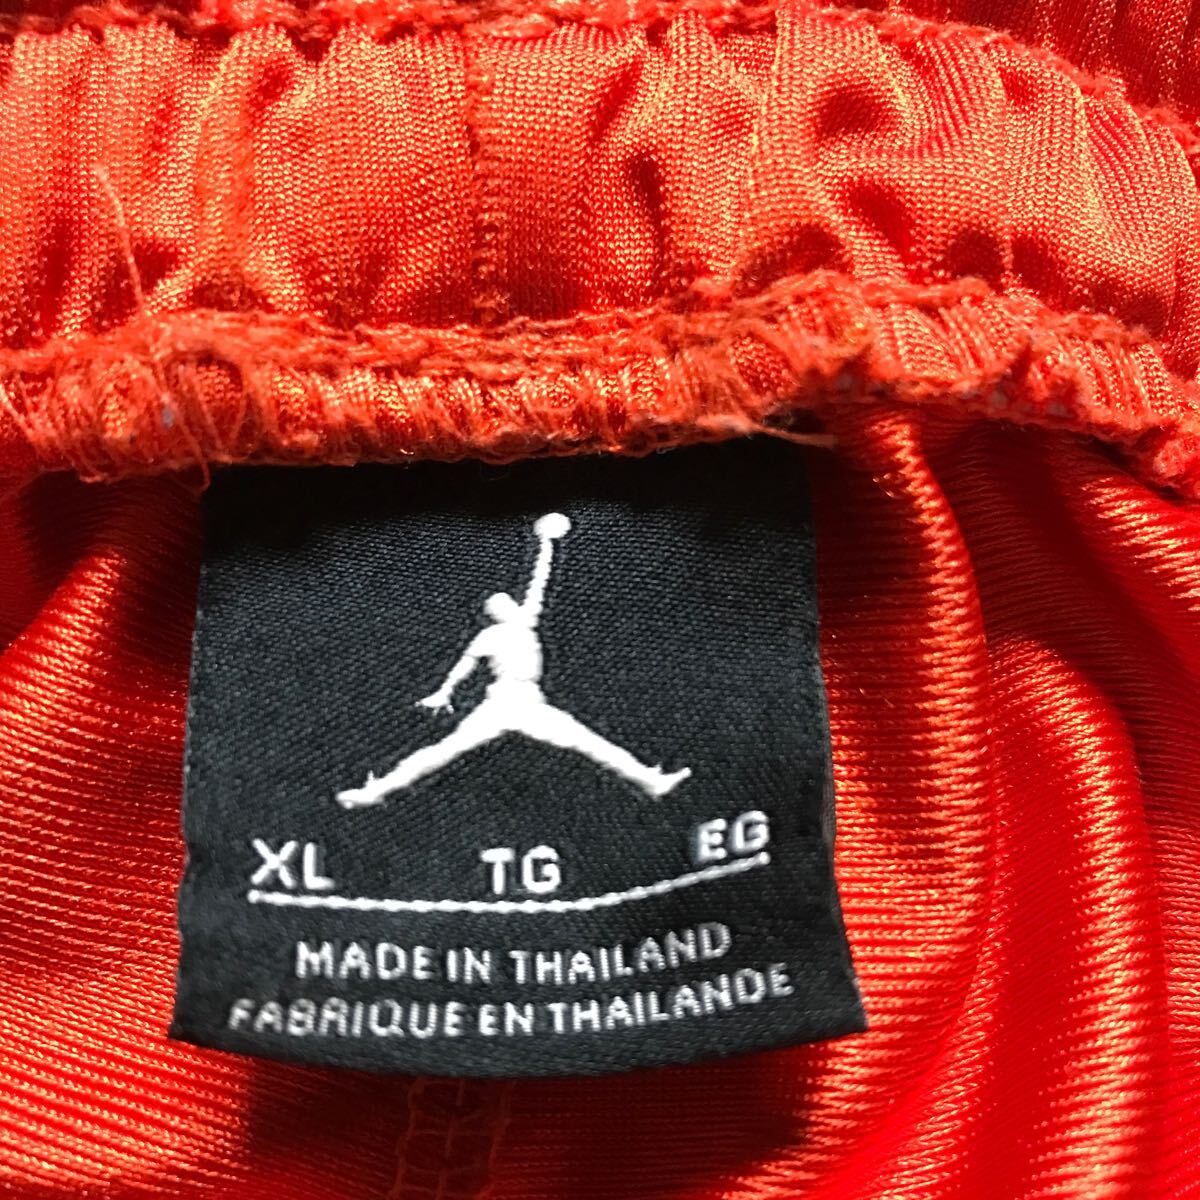 XL TG EG
MADE IN THAILAND
FABRIQUE EN THAILANDE